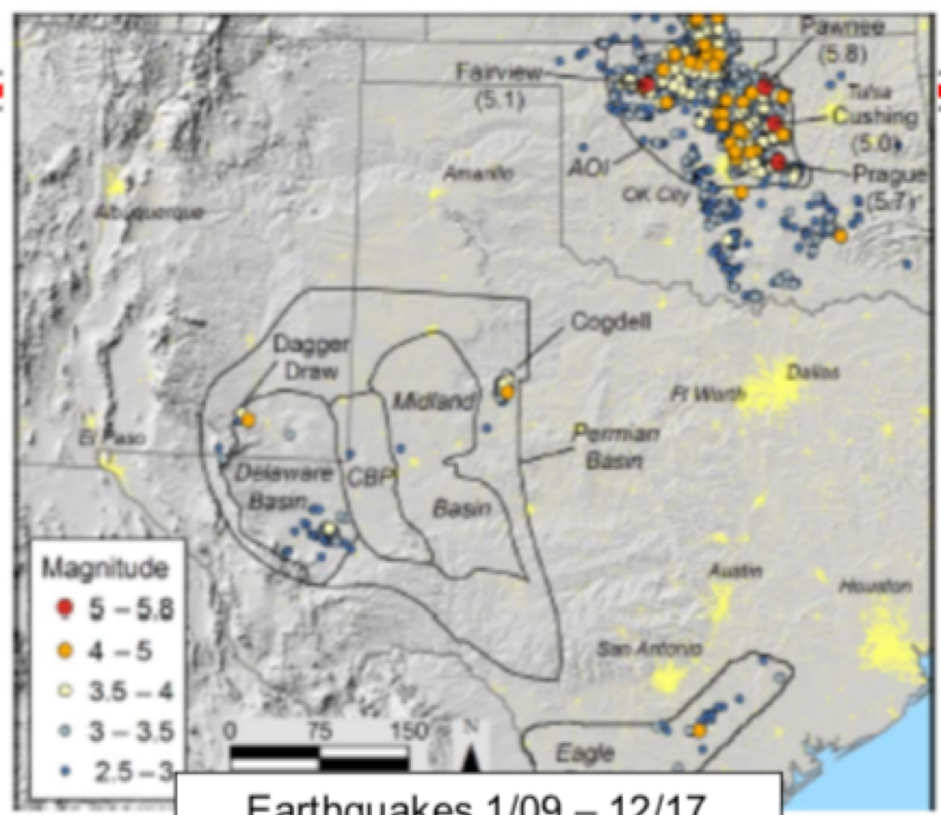 Pawnee
(5.8)
Fairview
(5.1)
Tulsa
Cushing
(5.0)
AOI
Amarillo
OK City
Prague
(5.7)
Albuquerque
Cogdell
Dagger
Draw
Dallas
Ft Worth
Midland
El Paso
Permian
Basin
Delaware
Basin
CBP
Basin
Austin
Houston
San Antonio
Magnitude
5 – 5.8
4 – 5
3.5 – 4
3 – 3.5
2.5 – 3
0 75 150
N
Eagle
Earthquakes 1/09 – 12/17